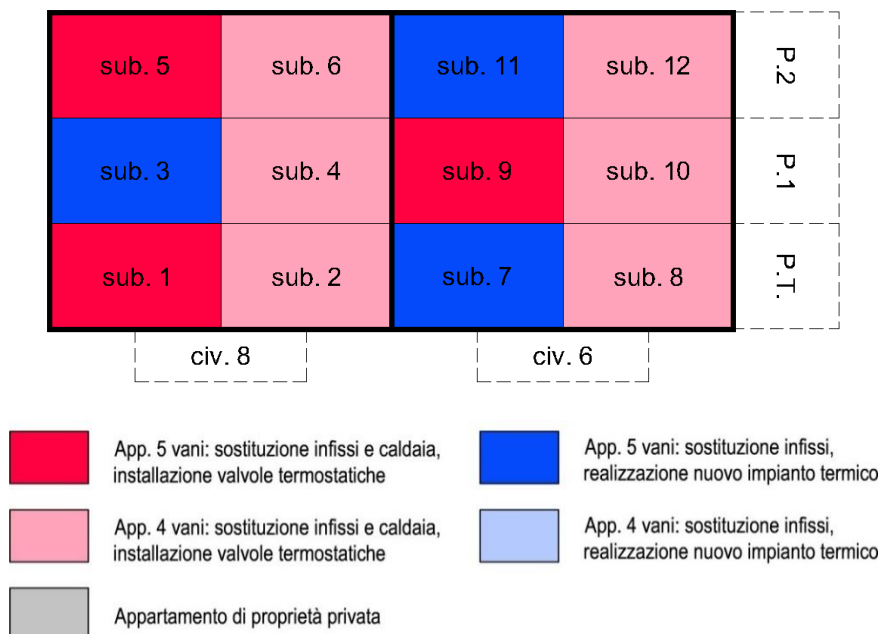 sub. 5 sub. 6 sub. 11 sub. 12 P.2
sub. 3 sub. 4 sub. 9 sub. 10 P.1
sub. 1 sub. 2 sub. 7 sub. 8 P.T.
civ. 8 civ. 6
App. 5 vani: sostituzione infissi e caldaia,
installazione valvole termostatiche
App. 5 vani: sostituzione infissi,
realizzazione nuovo impianto termico
App. 4 vani: sostituzione infissi e caldaia,
installazione valvole termostatiche
App. 4 vani: sostituzione infissi,
realizzazione nuovo impianto termico
Appartamento di proprietà privata